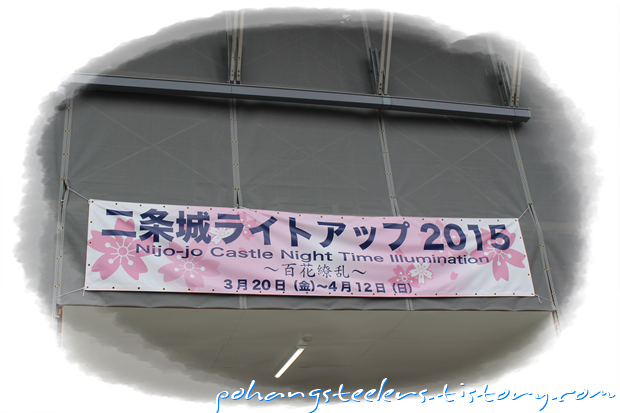 二条城ライトアップ 2015
Nijo-jo Castle Night Time Illumination
～百花繚乱～
3月20日(金)～4月12日(日)
pohangsteelers.tistory.com